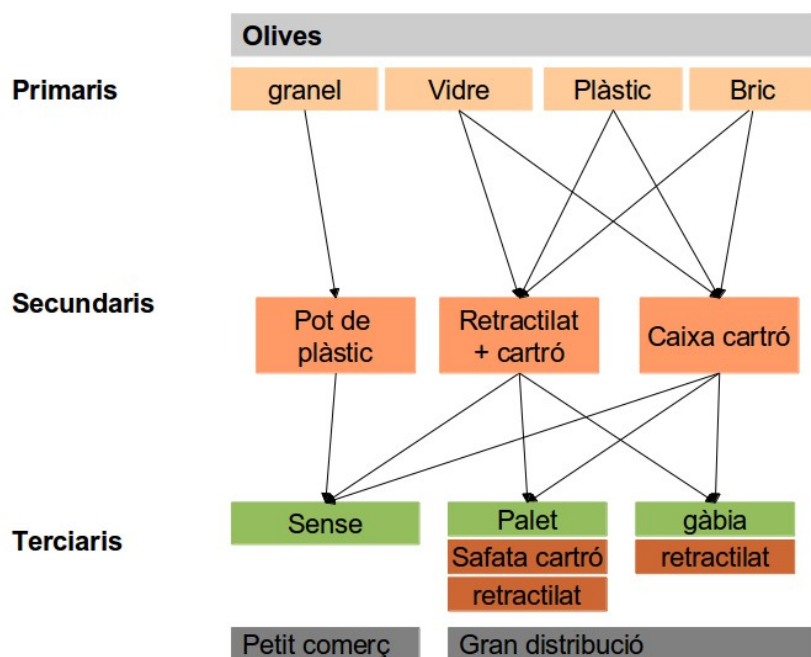 Olives
Primaris
granel
Vidre
Plàstic
Bric
Secundaris
Pot de
plàstic
Retractilat
+ cartró
Caixa cartró
Terciaris
Sense
Palet
gàbia
Safata cartró
retractilat
retractilat
Petit comerç
Gran distribució